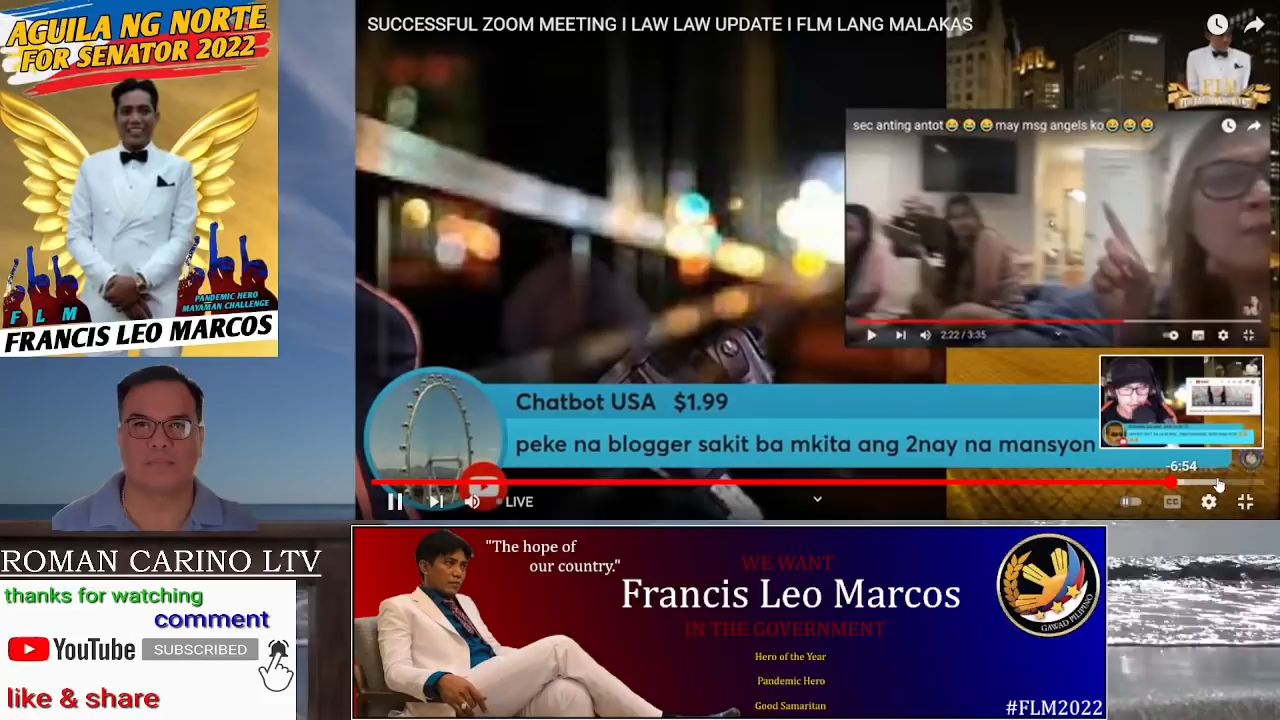 AGUILA NG NORTE
FOR SENATOR 2022
F L M
PANDEMIC HERO
MAYAMAN CHALLENGE
FRANCIS LEO MARCOS
ROMAN CARINO LTV
thanks for watching
comment
YouTube
SUBSCRIBED
like & share
SUCCESSFUL ZOOM MEETING I LAW LAW UPDATE I FLM LANG MALAKAS
FLM
sec anting antot😂😂😂may msg angels ko😂😂😂
2:22 / 3:35
Chatbot USA $1.99
peke na blogger sakit ba mkita ang 2nay na mansyon
-6:54
LIVE
"The hope of
our country."
WE WANT
Francis Leo Marcos
IN THE GOVERNMENT
Hero of the Year
Pandemic Hero
Good Samaritan
GAWAD PILIPINO
#FLM2022